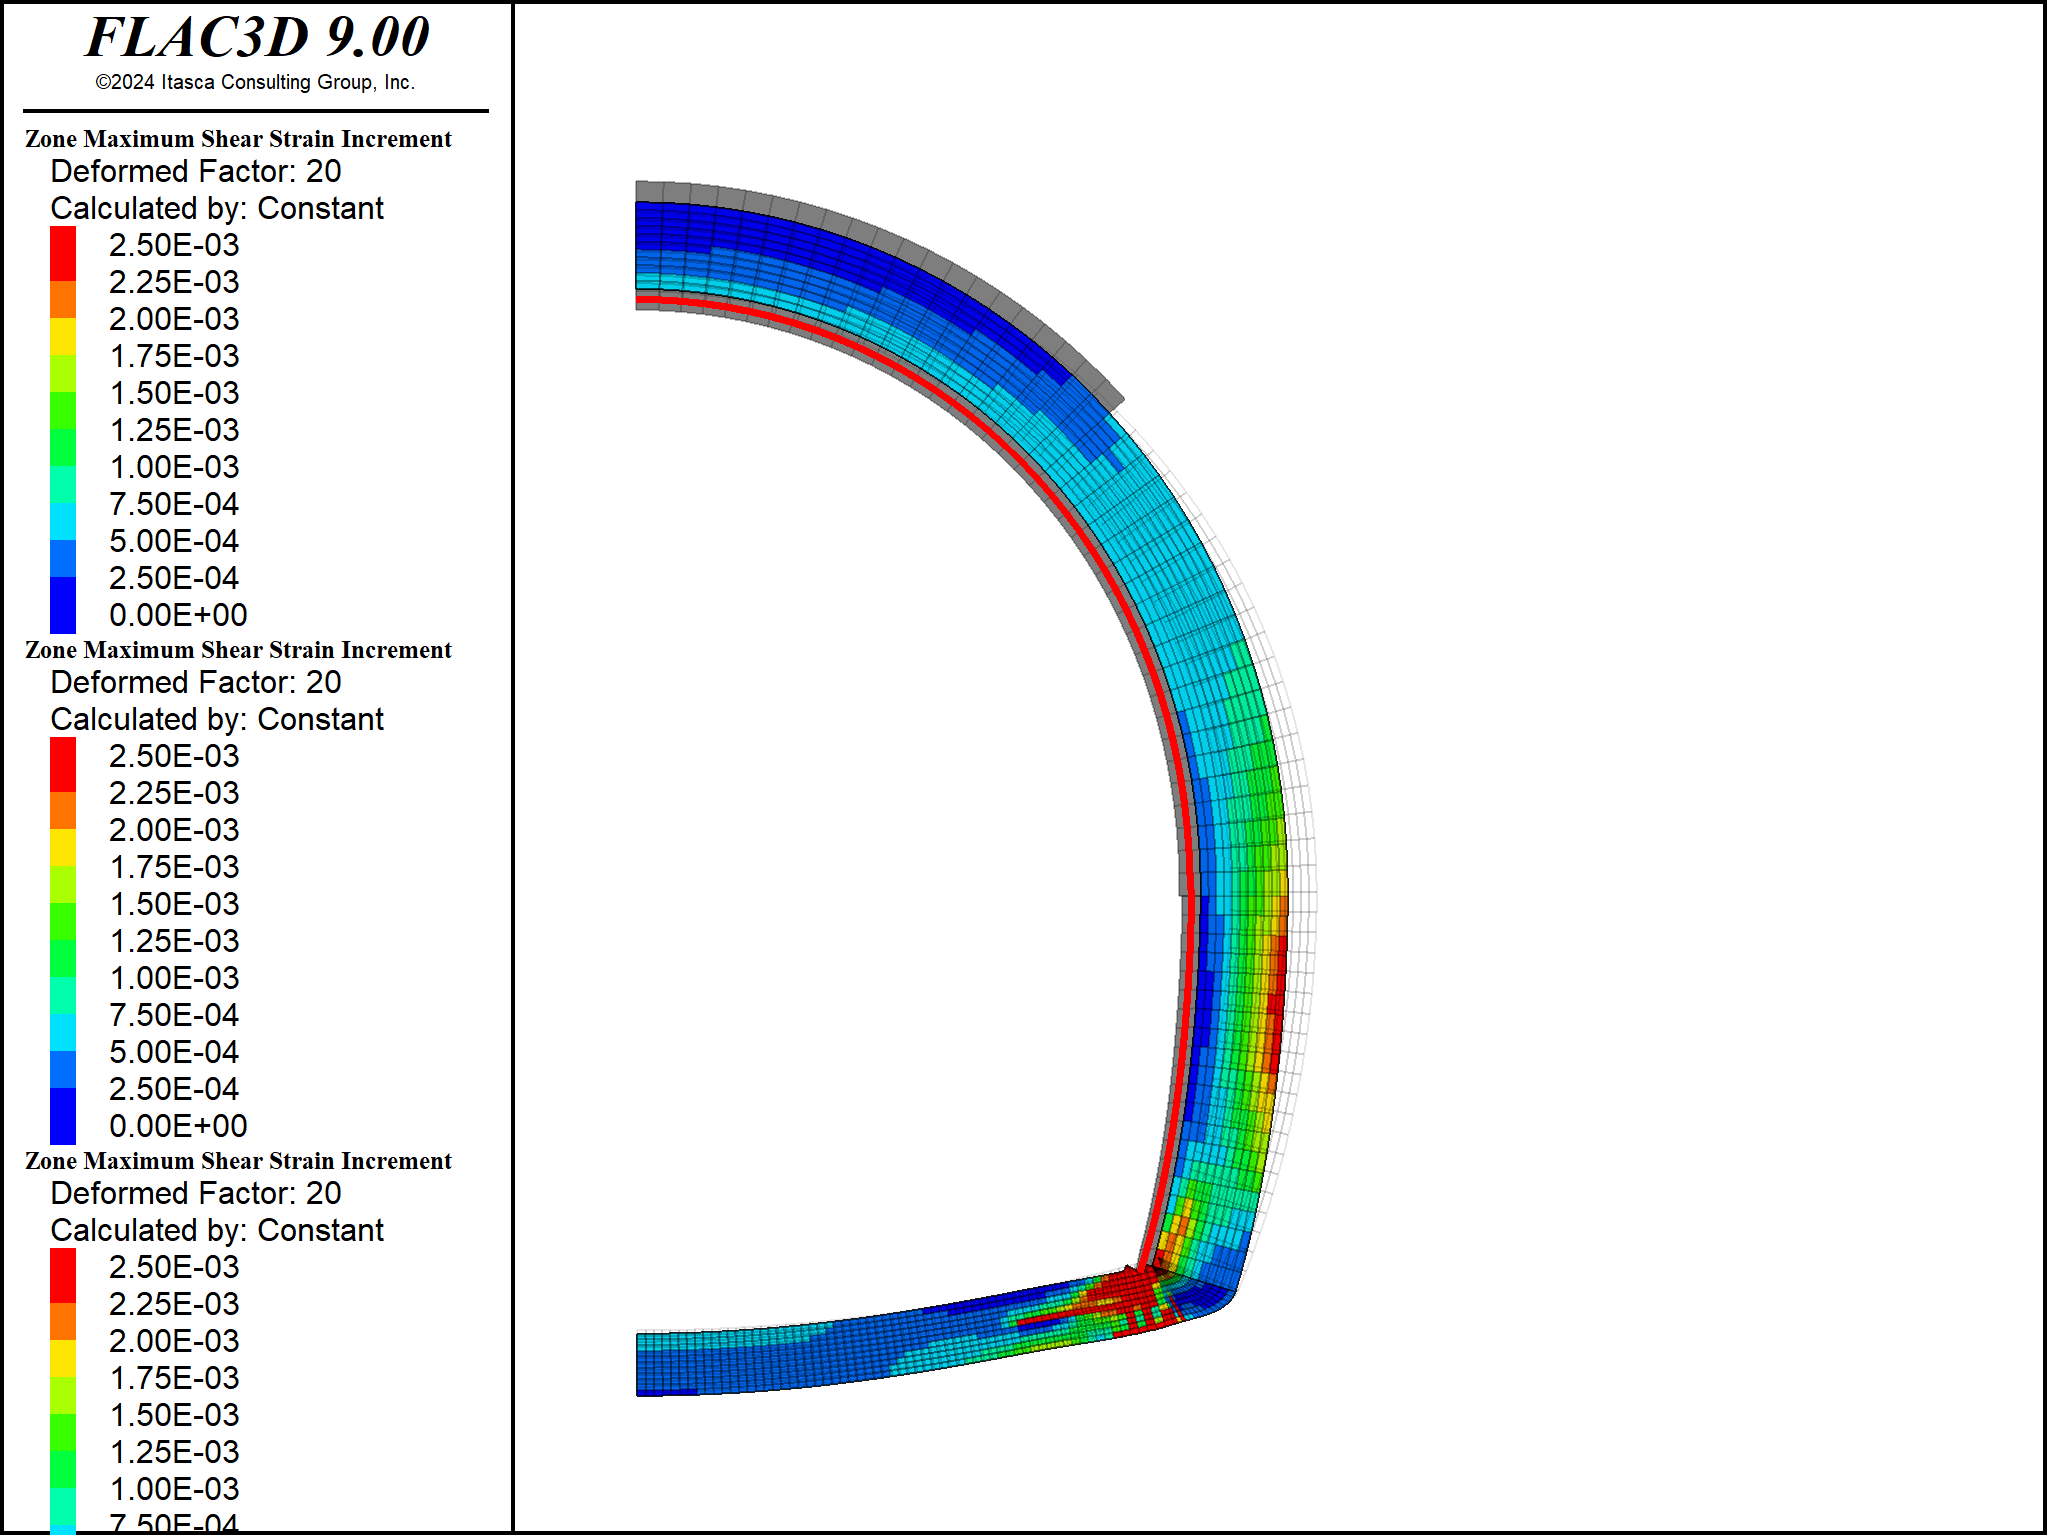 FLAC3D 9.00
©2024 Itasca Consulting Group, Inc.
Zone Maximum Shear Strain Increment
Deformed Factor: 20
Calculated by: Constant
2.50E-03
2.25E-03
2.00E-03
1.75E-03
1.50E-03
1.25E-03
1.00E-03
7.50E-04
5.00E-04
2.50E-04
0.00E+00
Zone Maximum Shear Strain Increment
Deformed Factor: 20
Calculated by: Constant
2.50E-03
2.25E-03
2.00E-03
1.75E-03
1.50E-03
1.25E-03
1.00E-03
7.50E-04
5.00E-04
2.50E-04
0.00E+00
Zone Maximum Shear Strain Increment
Deformed Factor: 20
Calculated by: Constant
2.50E-03
2.25E-03
2.00E-03
1.75E-03
1.50E-03
1.25E-03
1.00E-03
7.50E-04